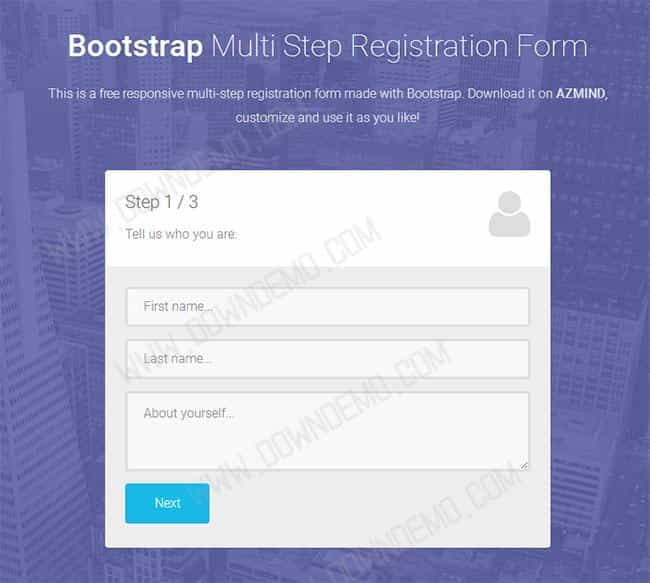 Bootstrap Multi Step Registration Form
This is a free responsive multi-step registration form made with Bootstrap. Download it on AZMIND,
customize and use it as you like!
Step 1 / 3
Tell us who you are:
First name...
Last name...
About yourself...
Next
WWW.DOWNDEMO.COM
WWW.DOWNDEMO.COM
WWW.DOWNDEMO.COM
WWW.DOWNDEMO.COM